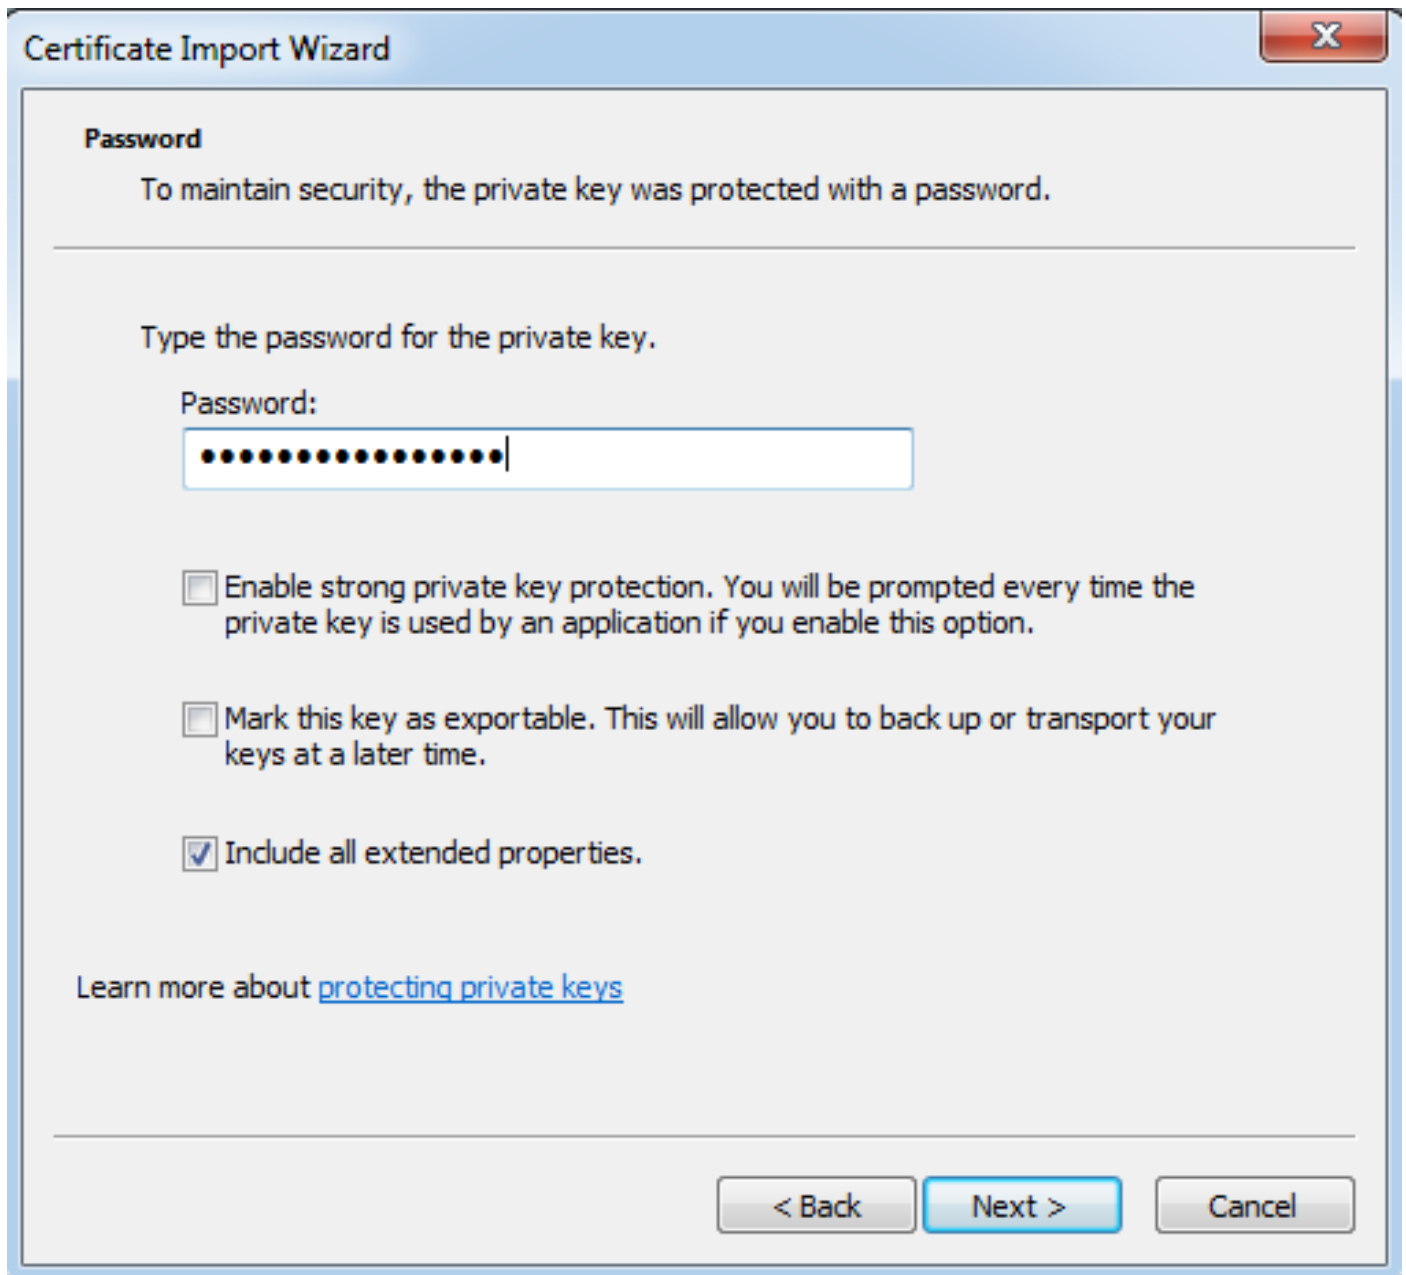 Certificate Import Wizard
Password
To maintain security, the private key was protected with a password.
Type the password for the private key.
Password:
••••••••••••••••
Enable strong private key protection. You will be prompted every time the
private key is used by an application if you enable this option.
Mark this key as exportable. This will allow you to back up or transport your
keys at a later time.
Include all extended properties.
Learn more about protecting private keys
< Back Next > Cancel